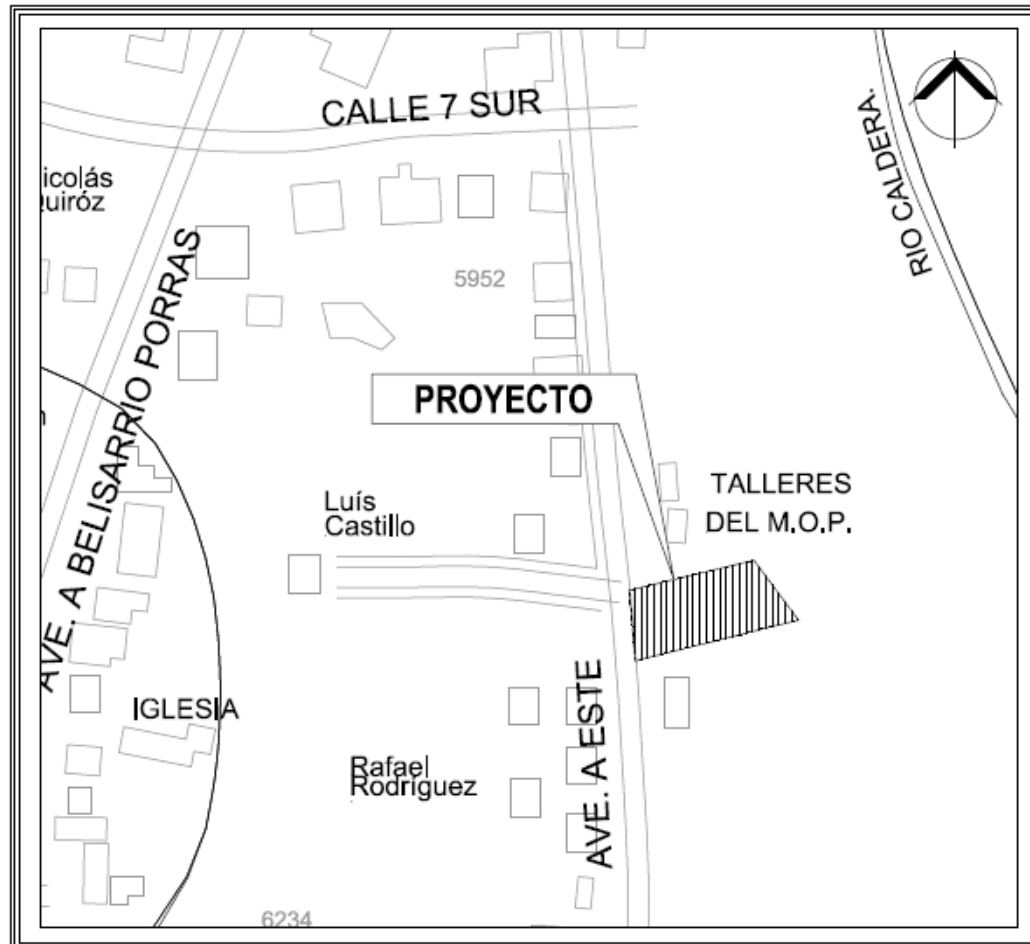 CALLE 7 SUR
RIO CALDERA.
icolás
uiróz
AVE. A BELISARRIO PORRAS
5952
PROYECTO
Luís
Castillo
TALLERES
DEL M.O.P.
IGLESIA
AVE. A ESTE
Rafael
Rodríguez
6234